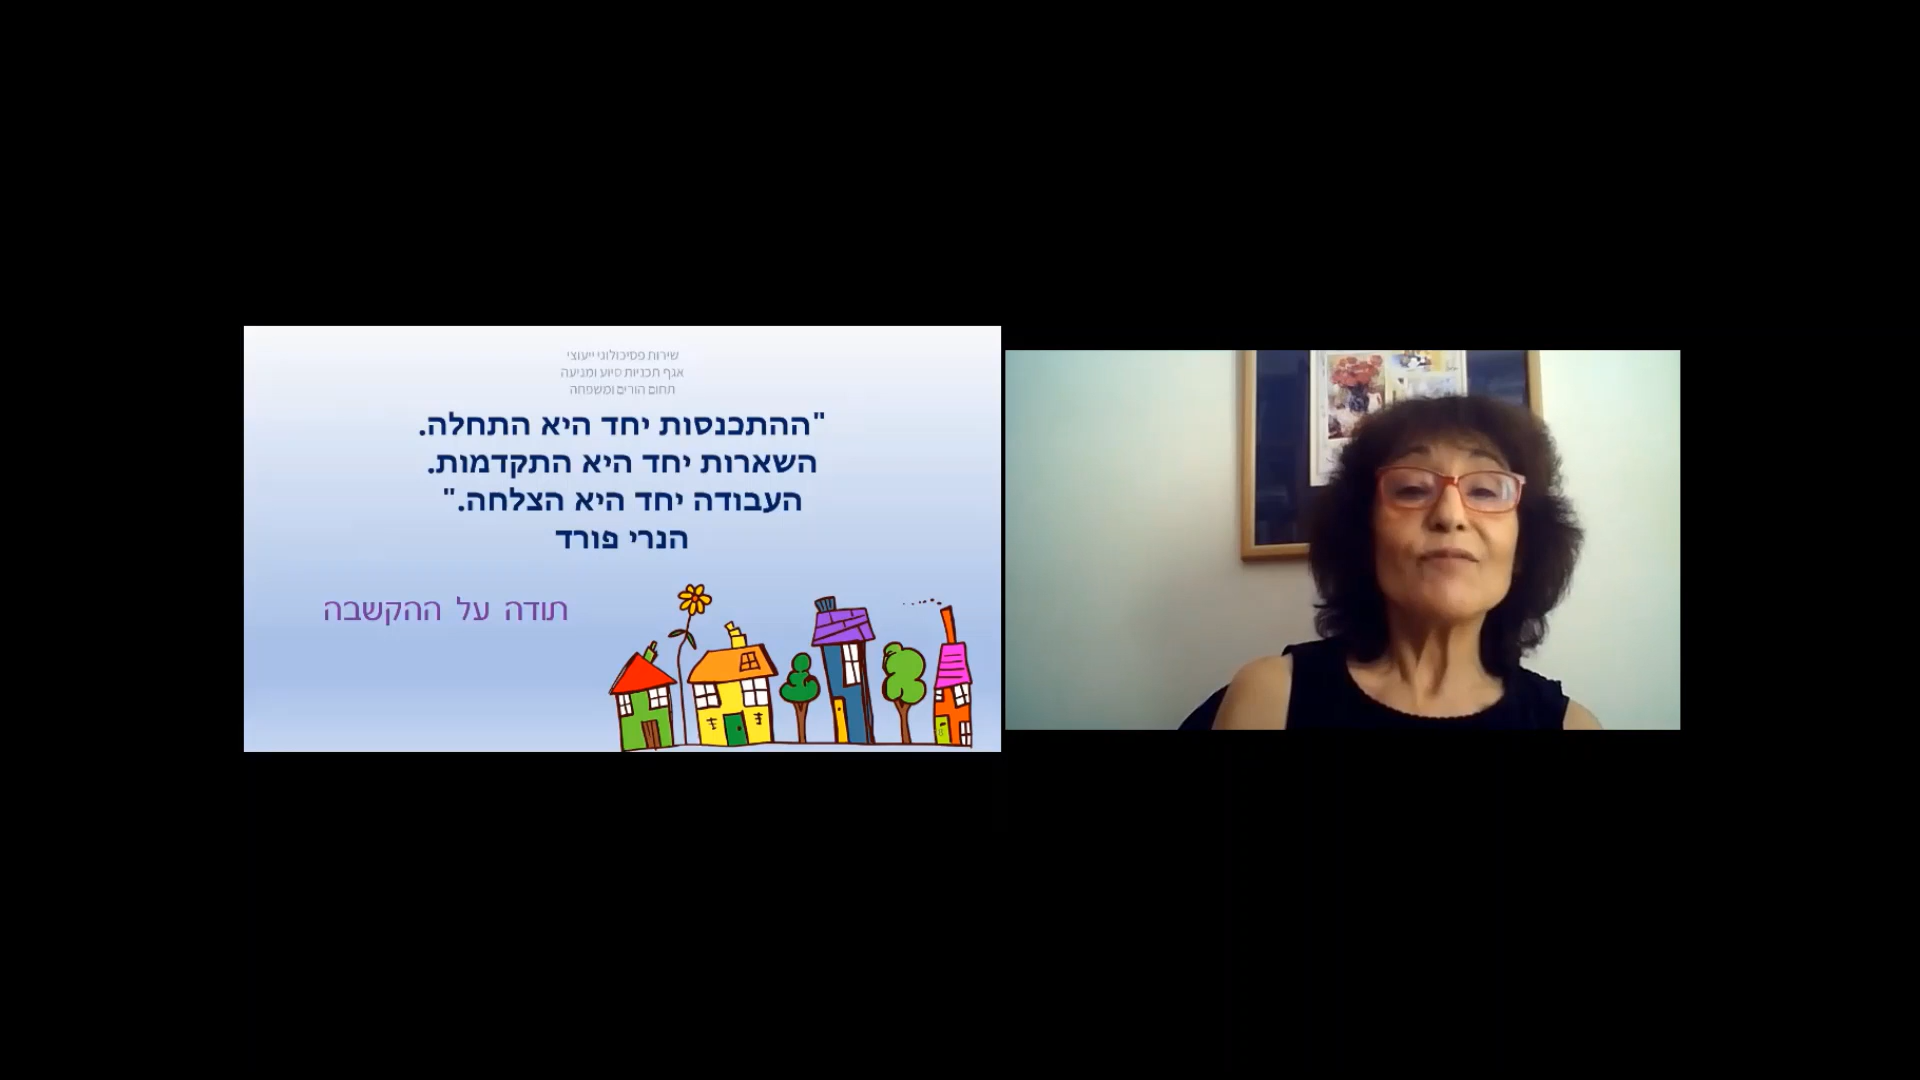 שירות פסיכולוגי ייעוצי
אגף תכניות סיוע ומניעה
תחום הורים ומשפחה
"ההתכנסות יחד היא התחלה.
השארות יחד היא התקדמות.
העבודה יחד היא הצלחה."
הנרי פורד
תודה על ההקשבה